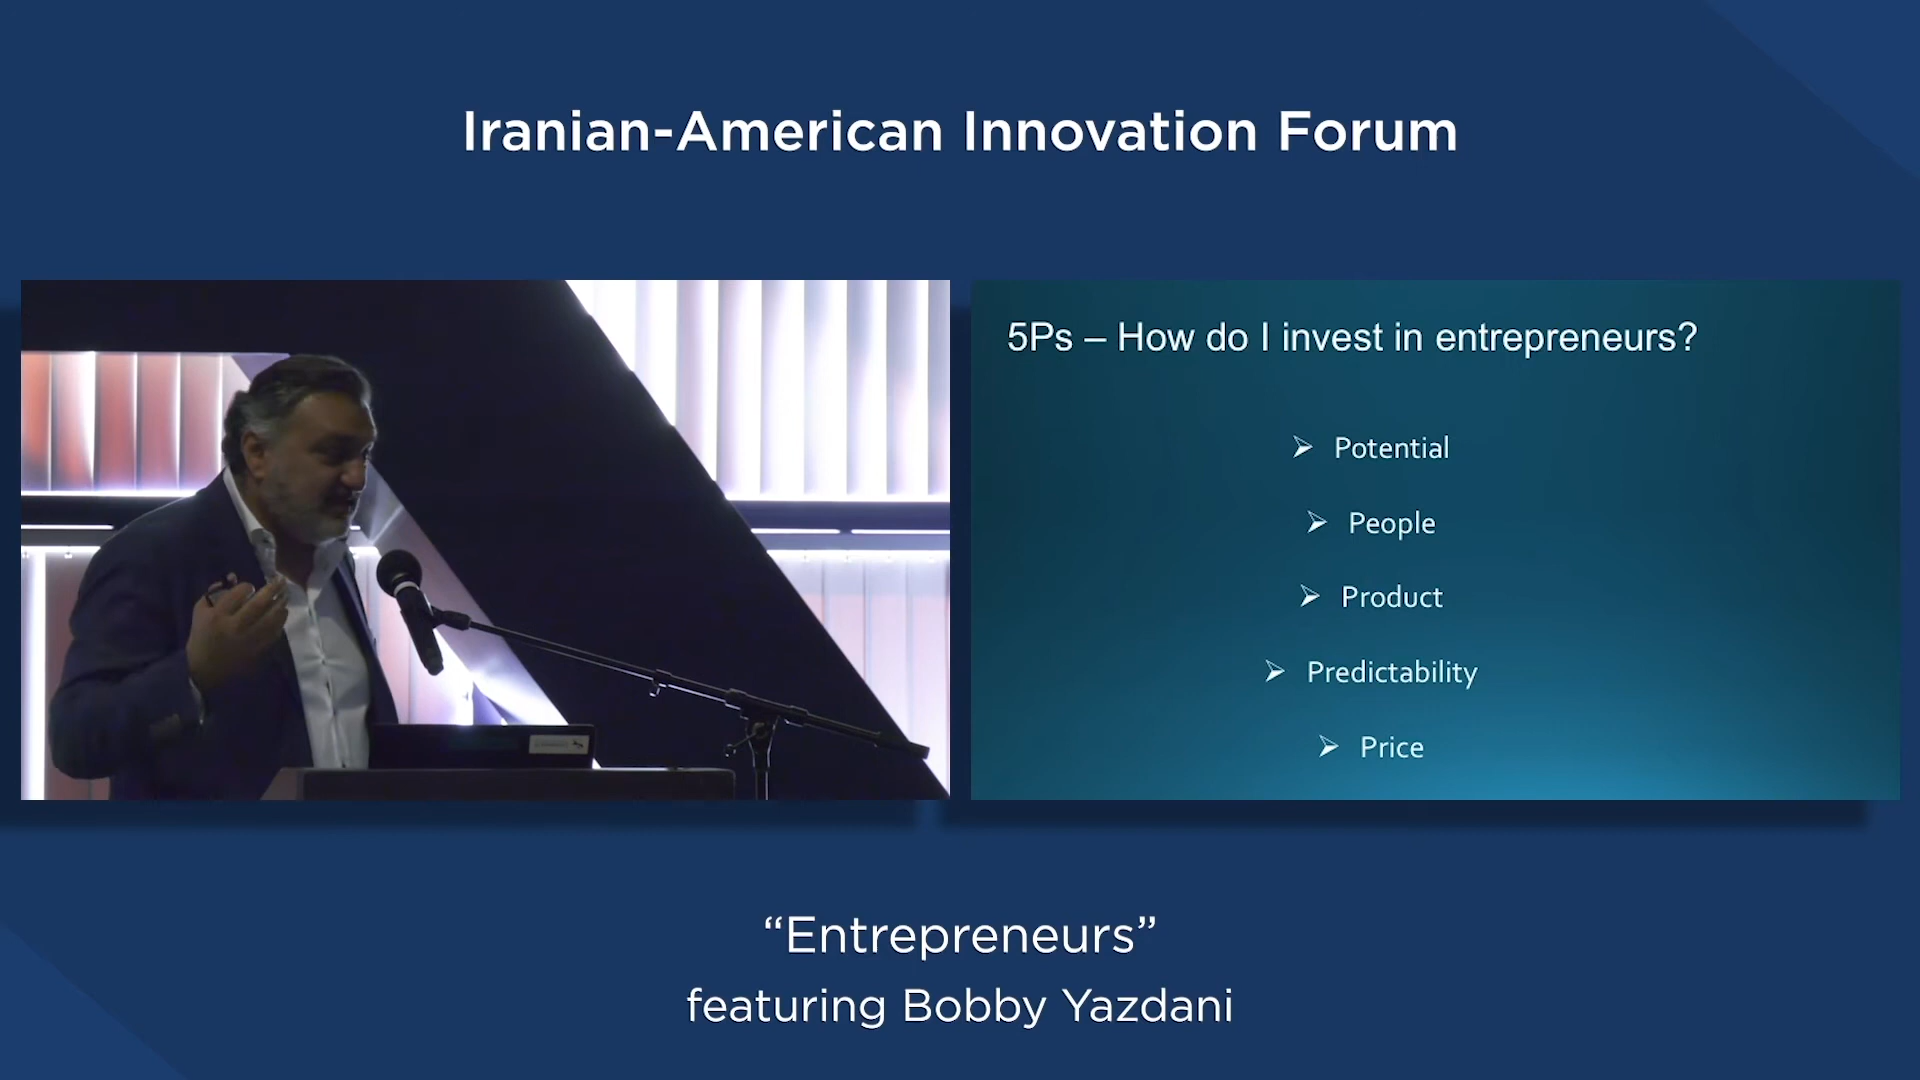 Iranian-American Innovation Forum
5Ps – How do I invest in entrepreneurs?
➢ Potential
➢ People
➢ Product
➢ Predictability
➢ Price
“Entrepreneurs”
featuring Bobby Yazdani